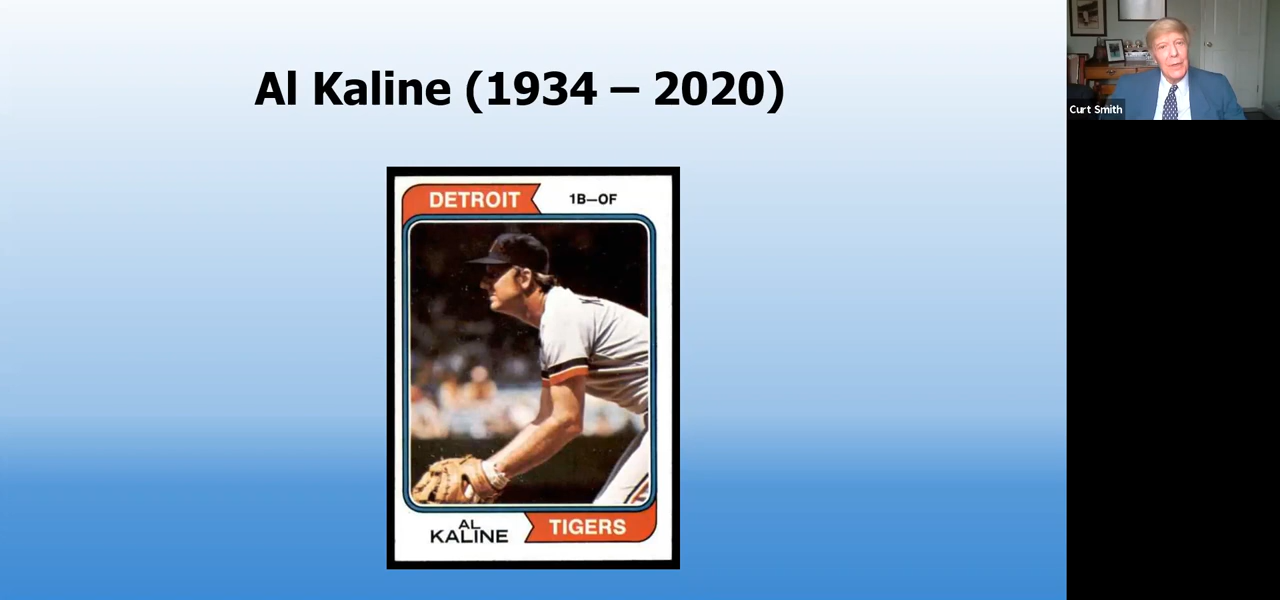 Al Kaline (1934 – 2020)
DETROIT
1B–OF
AL
KALINE
TIGERS
Curt Smith